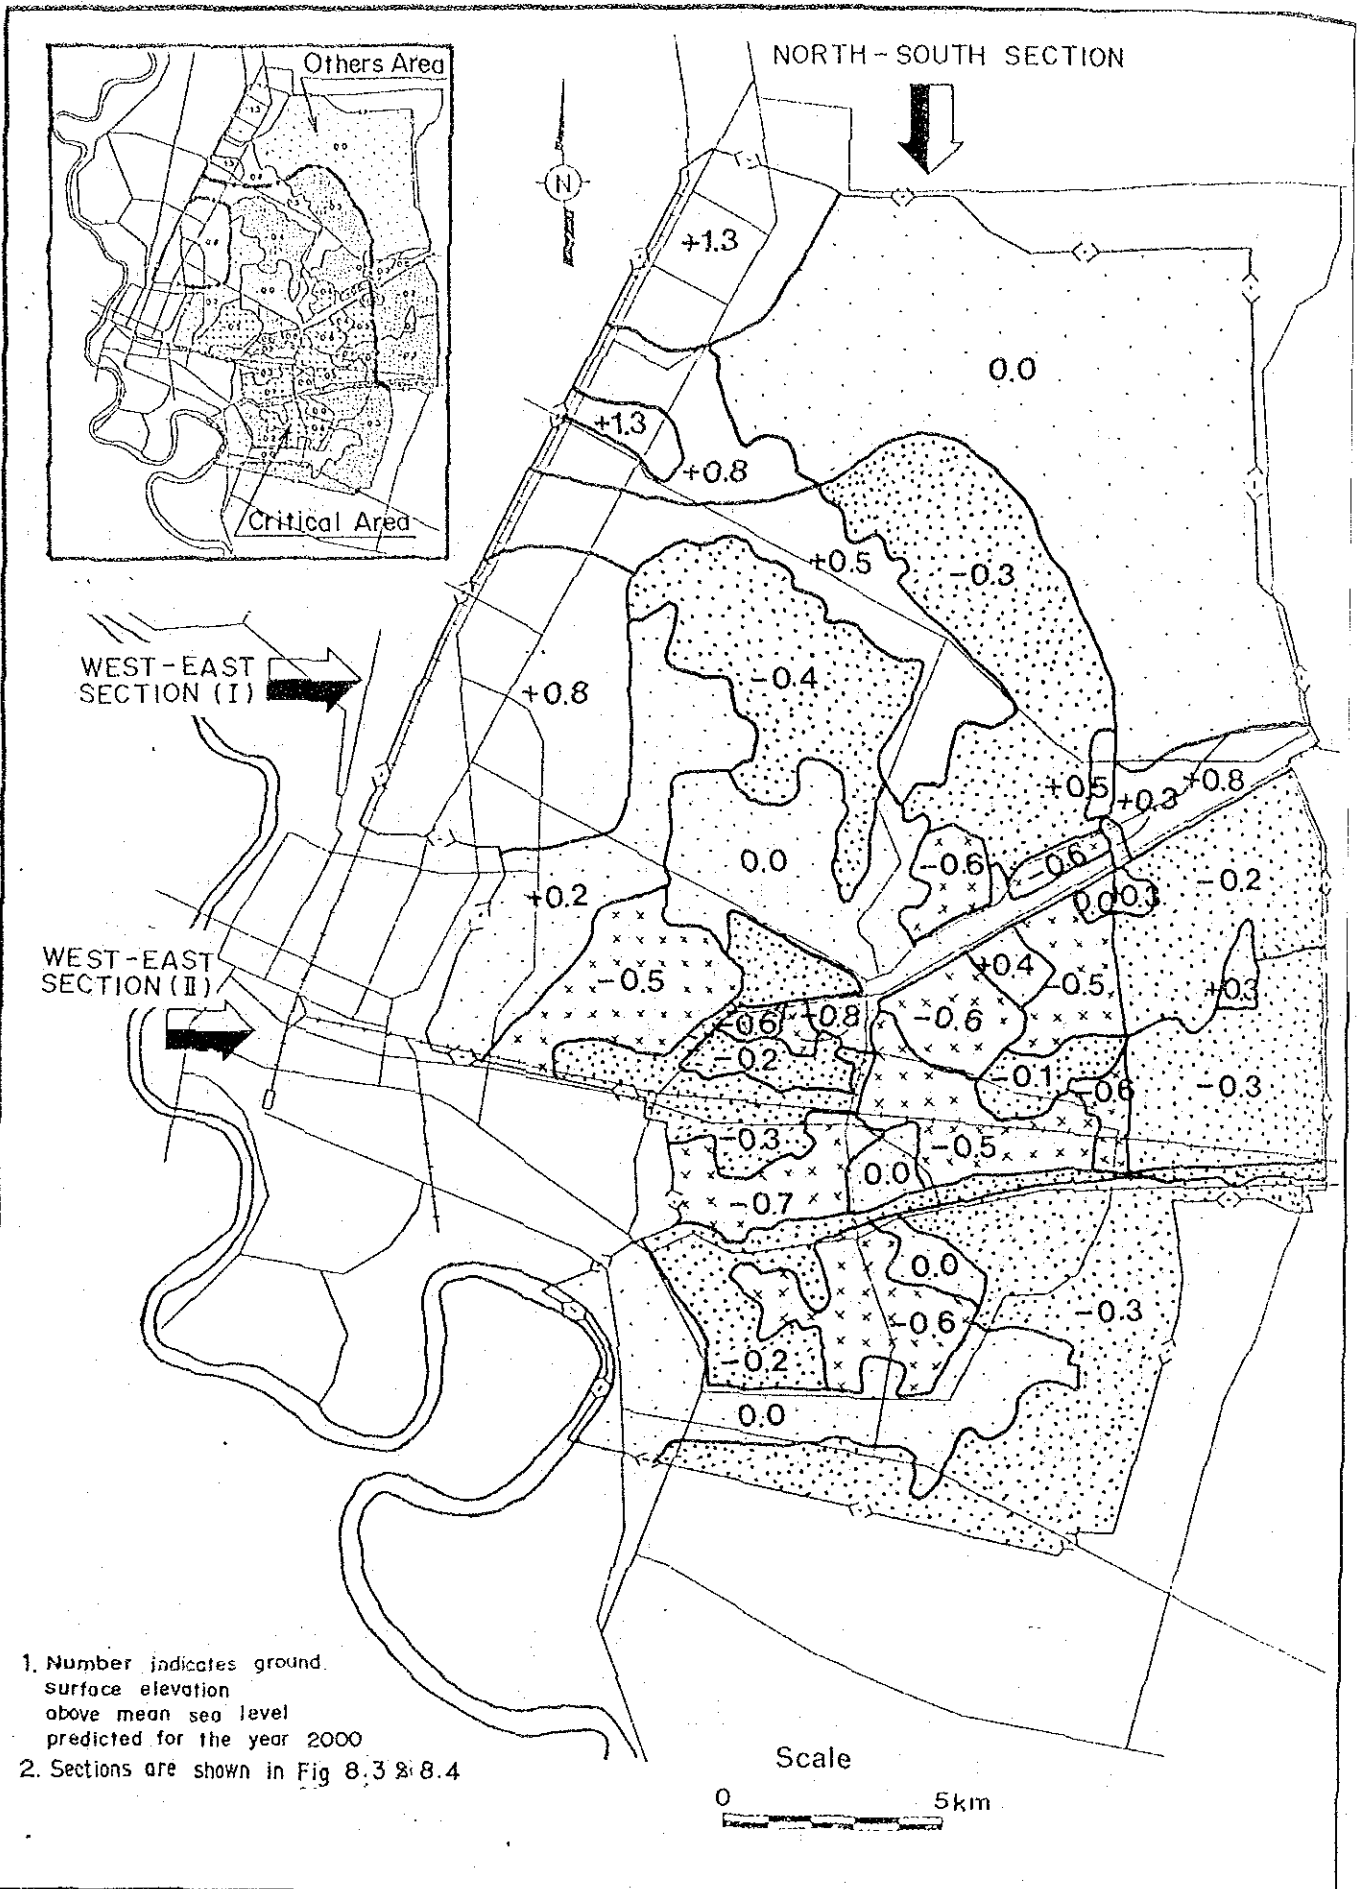 Others Area
Critical Area
NORTH-SOUTH SECTION
N
+1.3
0.0
+1.3
+0.8
+0.5
-0.3
WEST-EAST
SECTION (I)
-0.4
+0.8
+0.5
+0.3
+0.8
0.0
-0.6
-0.6
-0.2
+0.2
0.0
+0.3
WEST-EAST
SECTION (II)
-0.5
+0.4
-0.5
+0.3
-0.6
-0.8
-0.6
-0.2
-0.1
-0.6
-0.3
-0.3
-0.5
0.0
-0.7
0.0
-0.3
-0.6
-0.2
0.0
1. Number indicates ground
surface elevation
above mean sea level
predicted for the year 2000
2. Sections are shown in Fig 8.3 & 8.4
Scale
0 5km